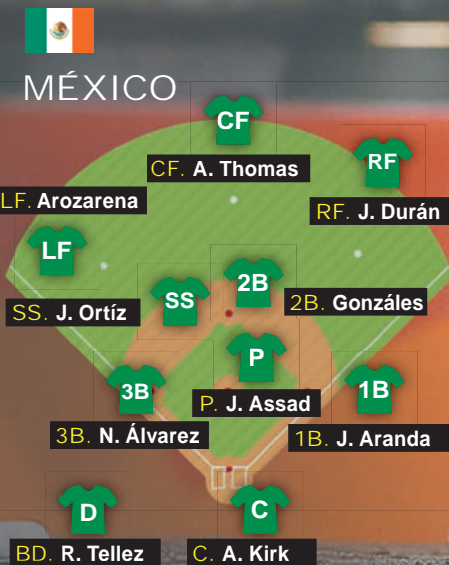 MÉXICO
CF
CF. A. Thomas
RF
RF. J. Durán
LF. Arozarena
LF
SS. J. Ortíz
SS
2B
2B. Gonzáles
P
P. J. Assad
3B
3B. N. Álvarez
1B
1B. J. Aranda
D
BD. R. Tellez
C
C. A. Kirk